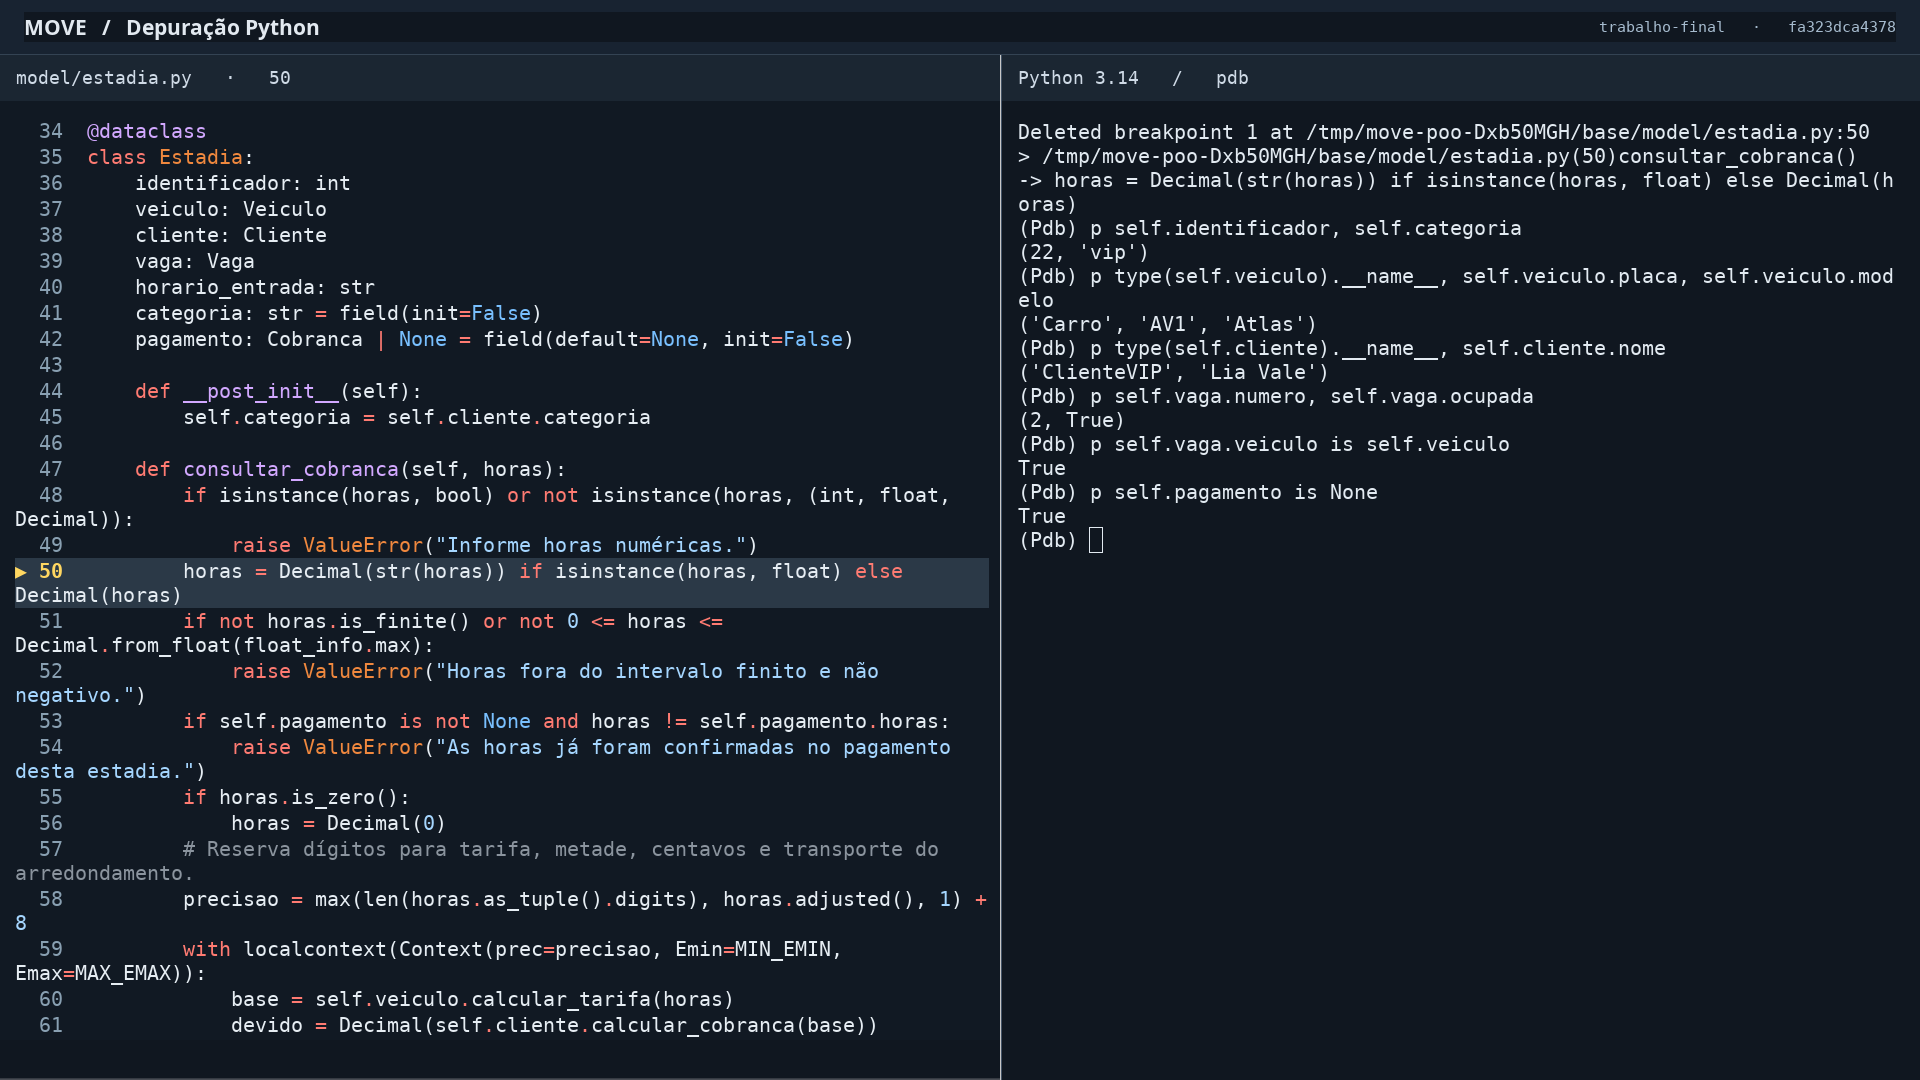 MOVE / Depuração Python
trabalho-final · fa323dca4378
model/estadia.py · 50
34 @dataclass
35 class Estadia:
36     identificador: int
37     veiculo: Veiculo
38     cliente: Cliente
39     vaga: Vaga
40     horario_entrada: str
41     categoria: str = field(init=False)
42     pagamento: Cobranca | None = field(default=None, init=False)
43
44     def __post_init__(self):
45         self.categoria = self.cliente.categoria
46
47     def consultar_cobranca(self, horas):
48         if isinstance(horas, bool) or not isinstance(horas, (int, float,
Decimal)):
49             raise ValueError("Informe horas numéricas.")
▶ 50         horas = Decimal(str(horas)) if isinstance(horas, float) else
Decimal(horas)
51         if not horas.is_finite() or not 0 <= horas <=
Decimal.from_float(float_info.max):
52             raise ValueError("Horas fora do intervalo finito e não
negativo.")
53         if self.pagamento is not None and horas != self.pagamento.horas:
54             raise ValueError("As horas já foram confirmadas no pagamento
desta estadia.")
55         if horas.is_zero():
56             horas = Decimal(0)
57         # Reserva dígitos para tarifa, metade, centavos e transporte do
arredondamento.
58         precisao = max(len(horas.as_tuple().digits), horas.adjusted(), 1) +
8
59         with localcontext(Context(prec=precisao, Emin=MIN_EMIN,
Emax=MAX_EMAX)):
60             base = self.veiculo.calcular_tarifa(horas)
61             devido = Decimal(self.cliente.calcular_cobranca(base))
Python 3.14 / pdb
Deleted breakpoint 1 at /tmp/move-poo-Dxb50MGH/base/model/estadia.py:50
> /tmp/move-poo-Dxb50MGH/base/model/estadia.py(50)consultar_cobranca()
-> horas = Decimal(str(horas)) if isinstance(horas, float) else Decimal(h
oras)
(Pdb) p self.identificador, self.categoria
(22, 'vip')
(Pdb) p type(self.veiculo).__name__, self.veiculo.placa, self.veiculo.mod
elo
('Carro', 'AV1', 'Atlas')
(Pdb) p type(self.cliente).__name__, self.cliente.nome
('ClienteVIP', 'Lia Vale')
(Pdb) p self.vaga.numero, self.vaga.ocupada
(2, True)
(Pdb) p self.vaga.veiculo is self.veiculo
True
(Pdb) p self.pagamento is None
True
(Pdb)